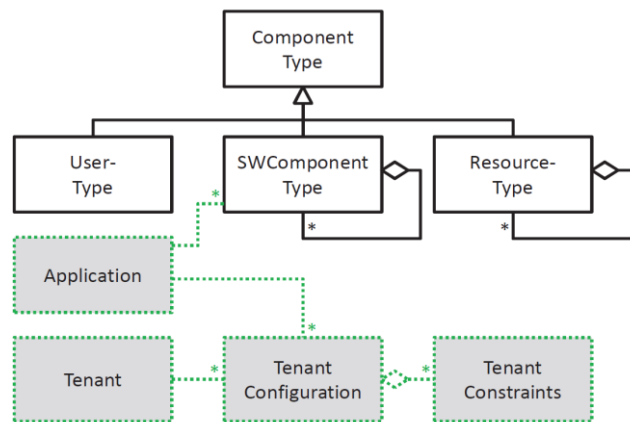 Component
Type
User-
Type
SWComponent
Type
Resource-
Type
*
*
*
Application
*
Tenant
*
Tenant
Configuration
*
Tenant
Constraints